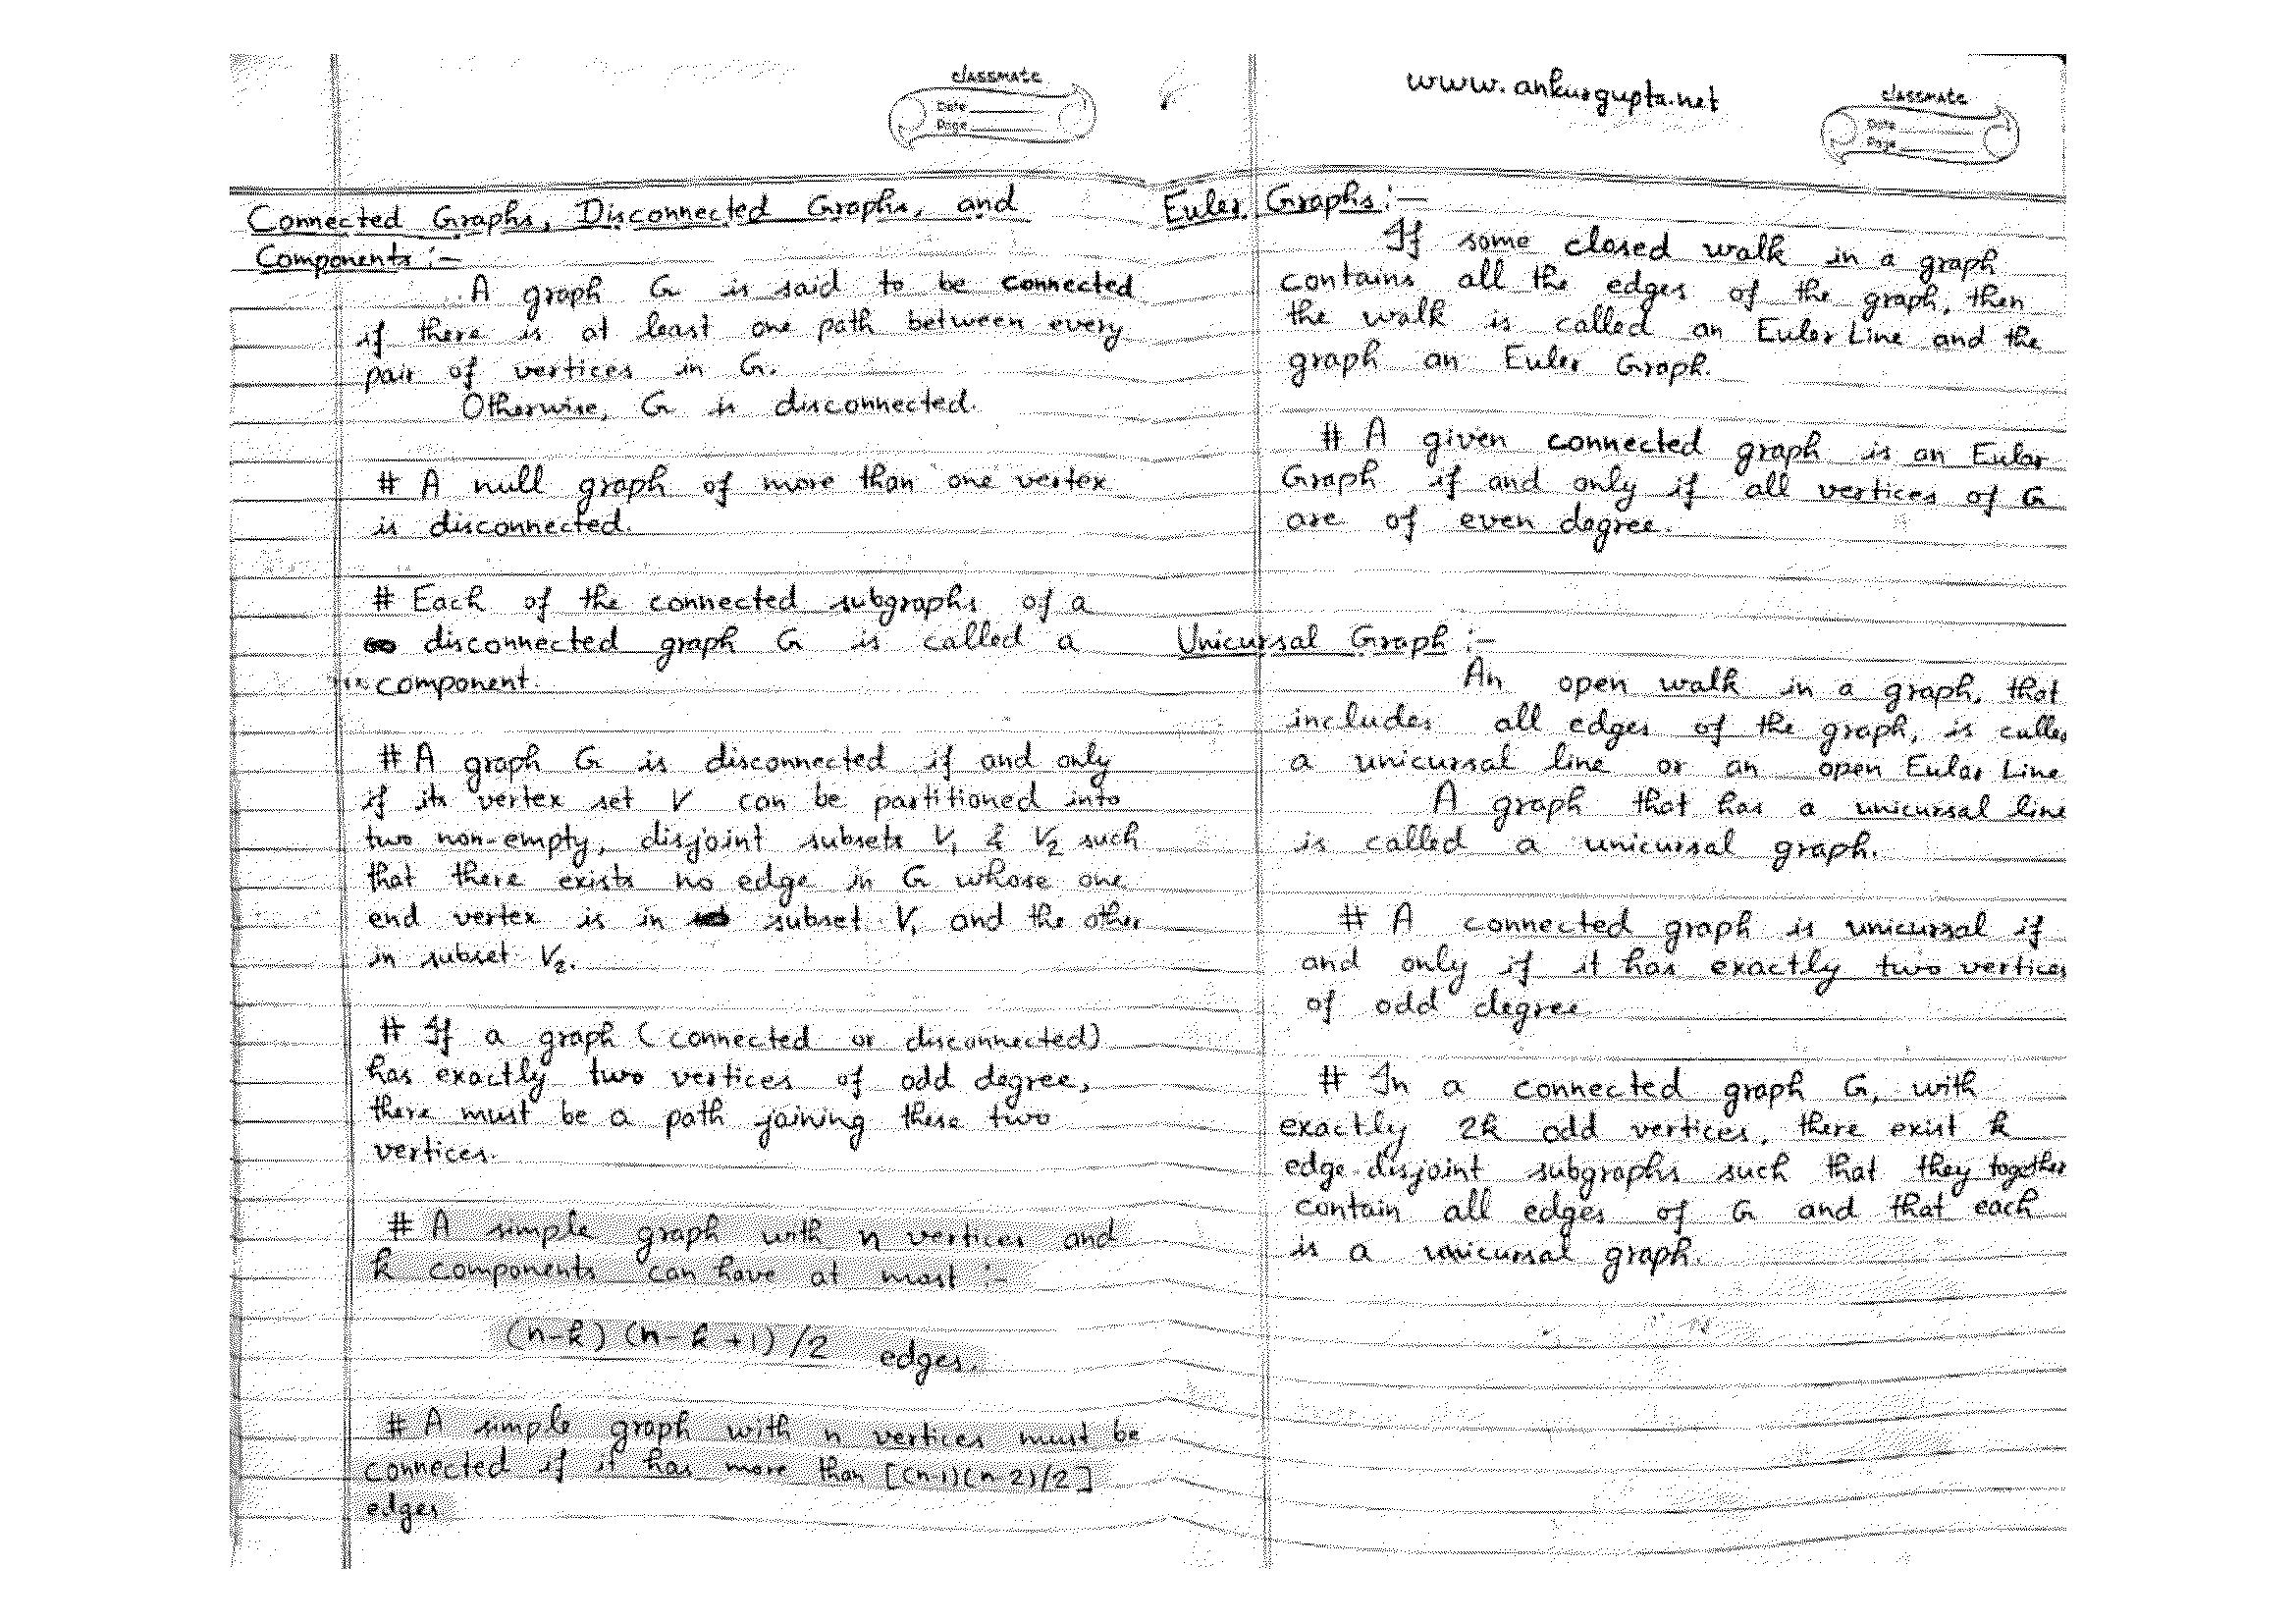 classmate
Date
Page
Connected Graphs, Disconnected Graphs, and
Components :-
A graph G is said to be connected
if there is at least one path between every
pair of vertices in G.
Otherwise, G is disconnected.
# A null graph of more than one vertex
is disconnected.
# Each of the connected subgraphs of a
disconnected graph G is called a
component.
# A graph G is disconnected if and only
if its vertex set V can be partitioned into
two non-empty, disjoint subsets V₁ & V₂ such
that there exists no edge in G whose one
end vertex is in subset V₁ and the other
in subset V₂.
# If a graph (connected or disconnected)
has exactly two vertices of odd degree,
there must be a path joining these two
vertices.
# A simple graph with n vertices and
k components can have at most :-
(n-k) (n-k+1)/2 edges.
# A simple graph with n vertices must be
connected if it has more than [(n-1)(n-2)/2]
edges
www.ankurgupta.net
classmate
Date
Page
Euler Graphs :-
If some closed walk in a graph
contains all the edges of the graph, then
the walk is called an Euler Line and the
graph an Euler Graph.
# A given connected graph is an Euler
Graph if and only if all vertices of G
are of even degree.
Unicursal Graph :-
An open walk in a graph, that
includes all edges of the graph, is calle
a unicursal line or an open Euler Line
A graph that has a unicursal line
is called a unicursal graph.
# A connected graph is unicursal if
and only if it has exactly two vertices
of odd degree
# In a connected graph G, with
exactly 2k odd vertices, there exist k
edge-disjoint subgraphs such that they together
contain all edges of G and that each
is a unicursal graph.